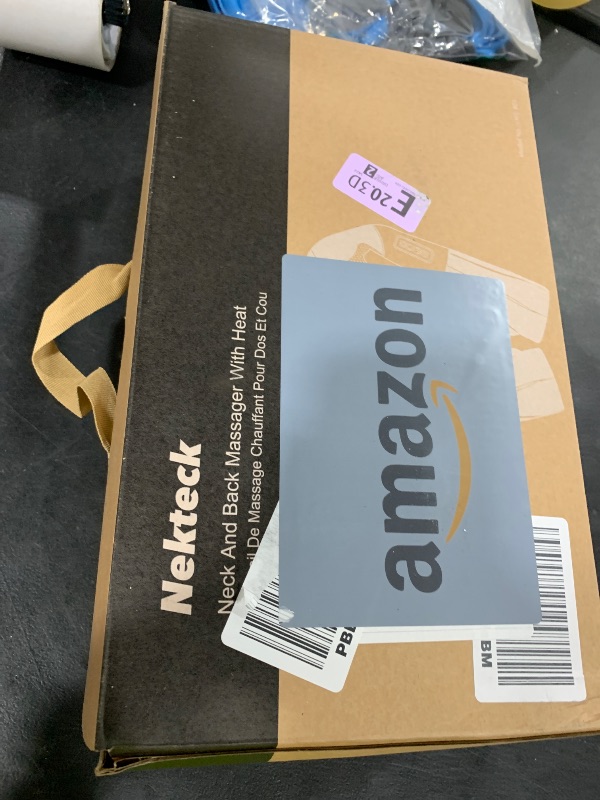 Nekteck
Neck And Back Massager With Heat
il De Massage Chauffant Pour Dos Et Cou
amazon
E 20.3D
2
PB
BM